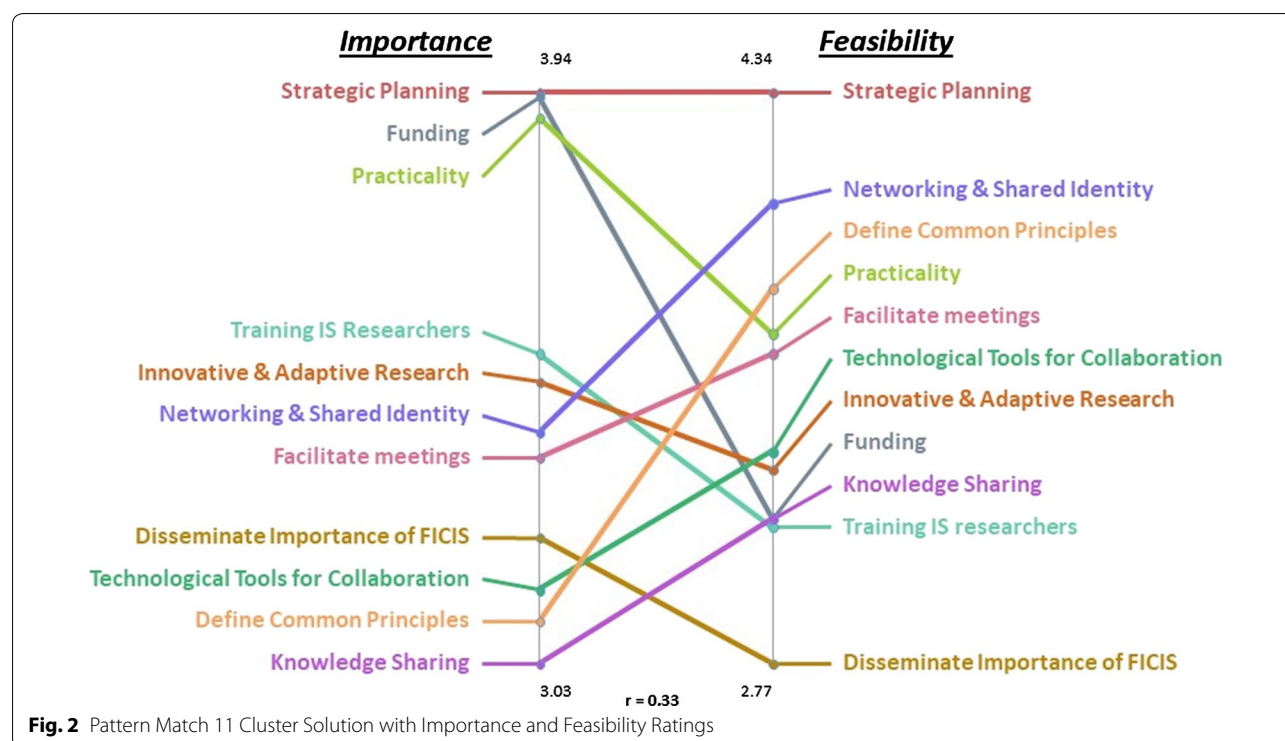 Importance
Feasibility
3.94
4.34
Strategic Planning
Funding
Practicality
Training IS Researchers
Innovative & Adaptive Research
Networking & Shared Identity
Facilitate meetings
Disseminate Importance of FICIS
Technological Tools for Collaboration
Define Common Principles
Knowledge Sharing
Strategic Planning
Networking & Shared Identity
Define Common Principles
Practicality
Facilitate meetings
Technological Tools for Collaboration
Innovative & Adaptive Research
Funding
Knowledge Sharing
Training IS researchers
Disseminate Importance of FICIS
3.03
2.77
r = 0.33
Fig. 2 Pattern Match 11 Cluster Solution with Importance and Feasibility Ratings